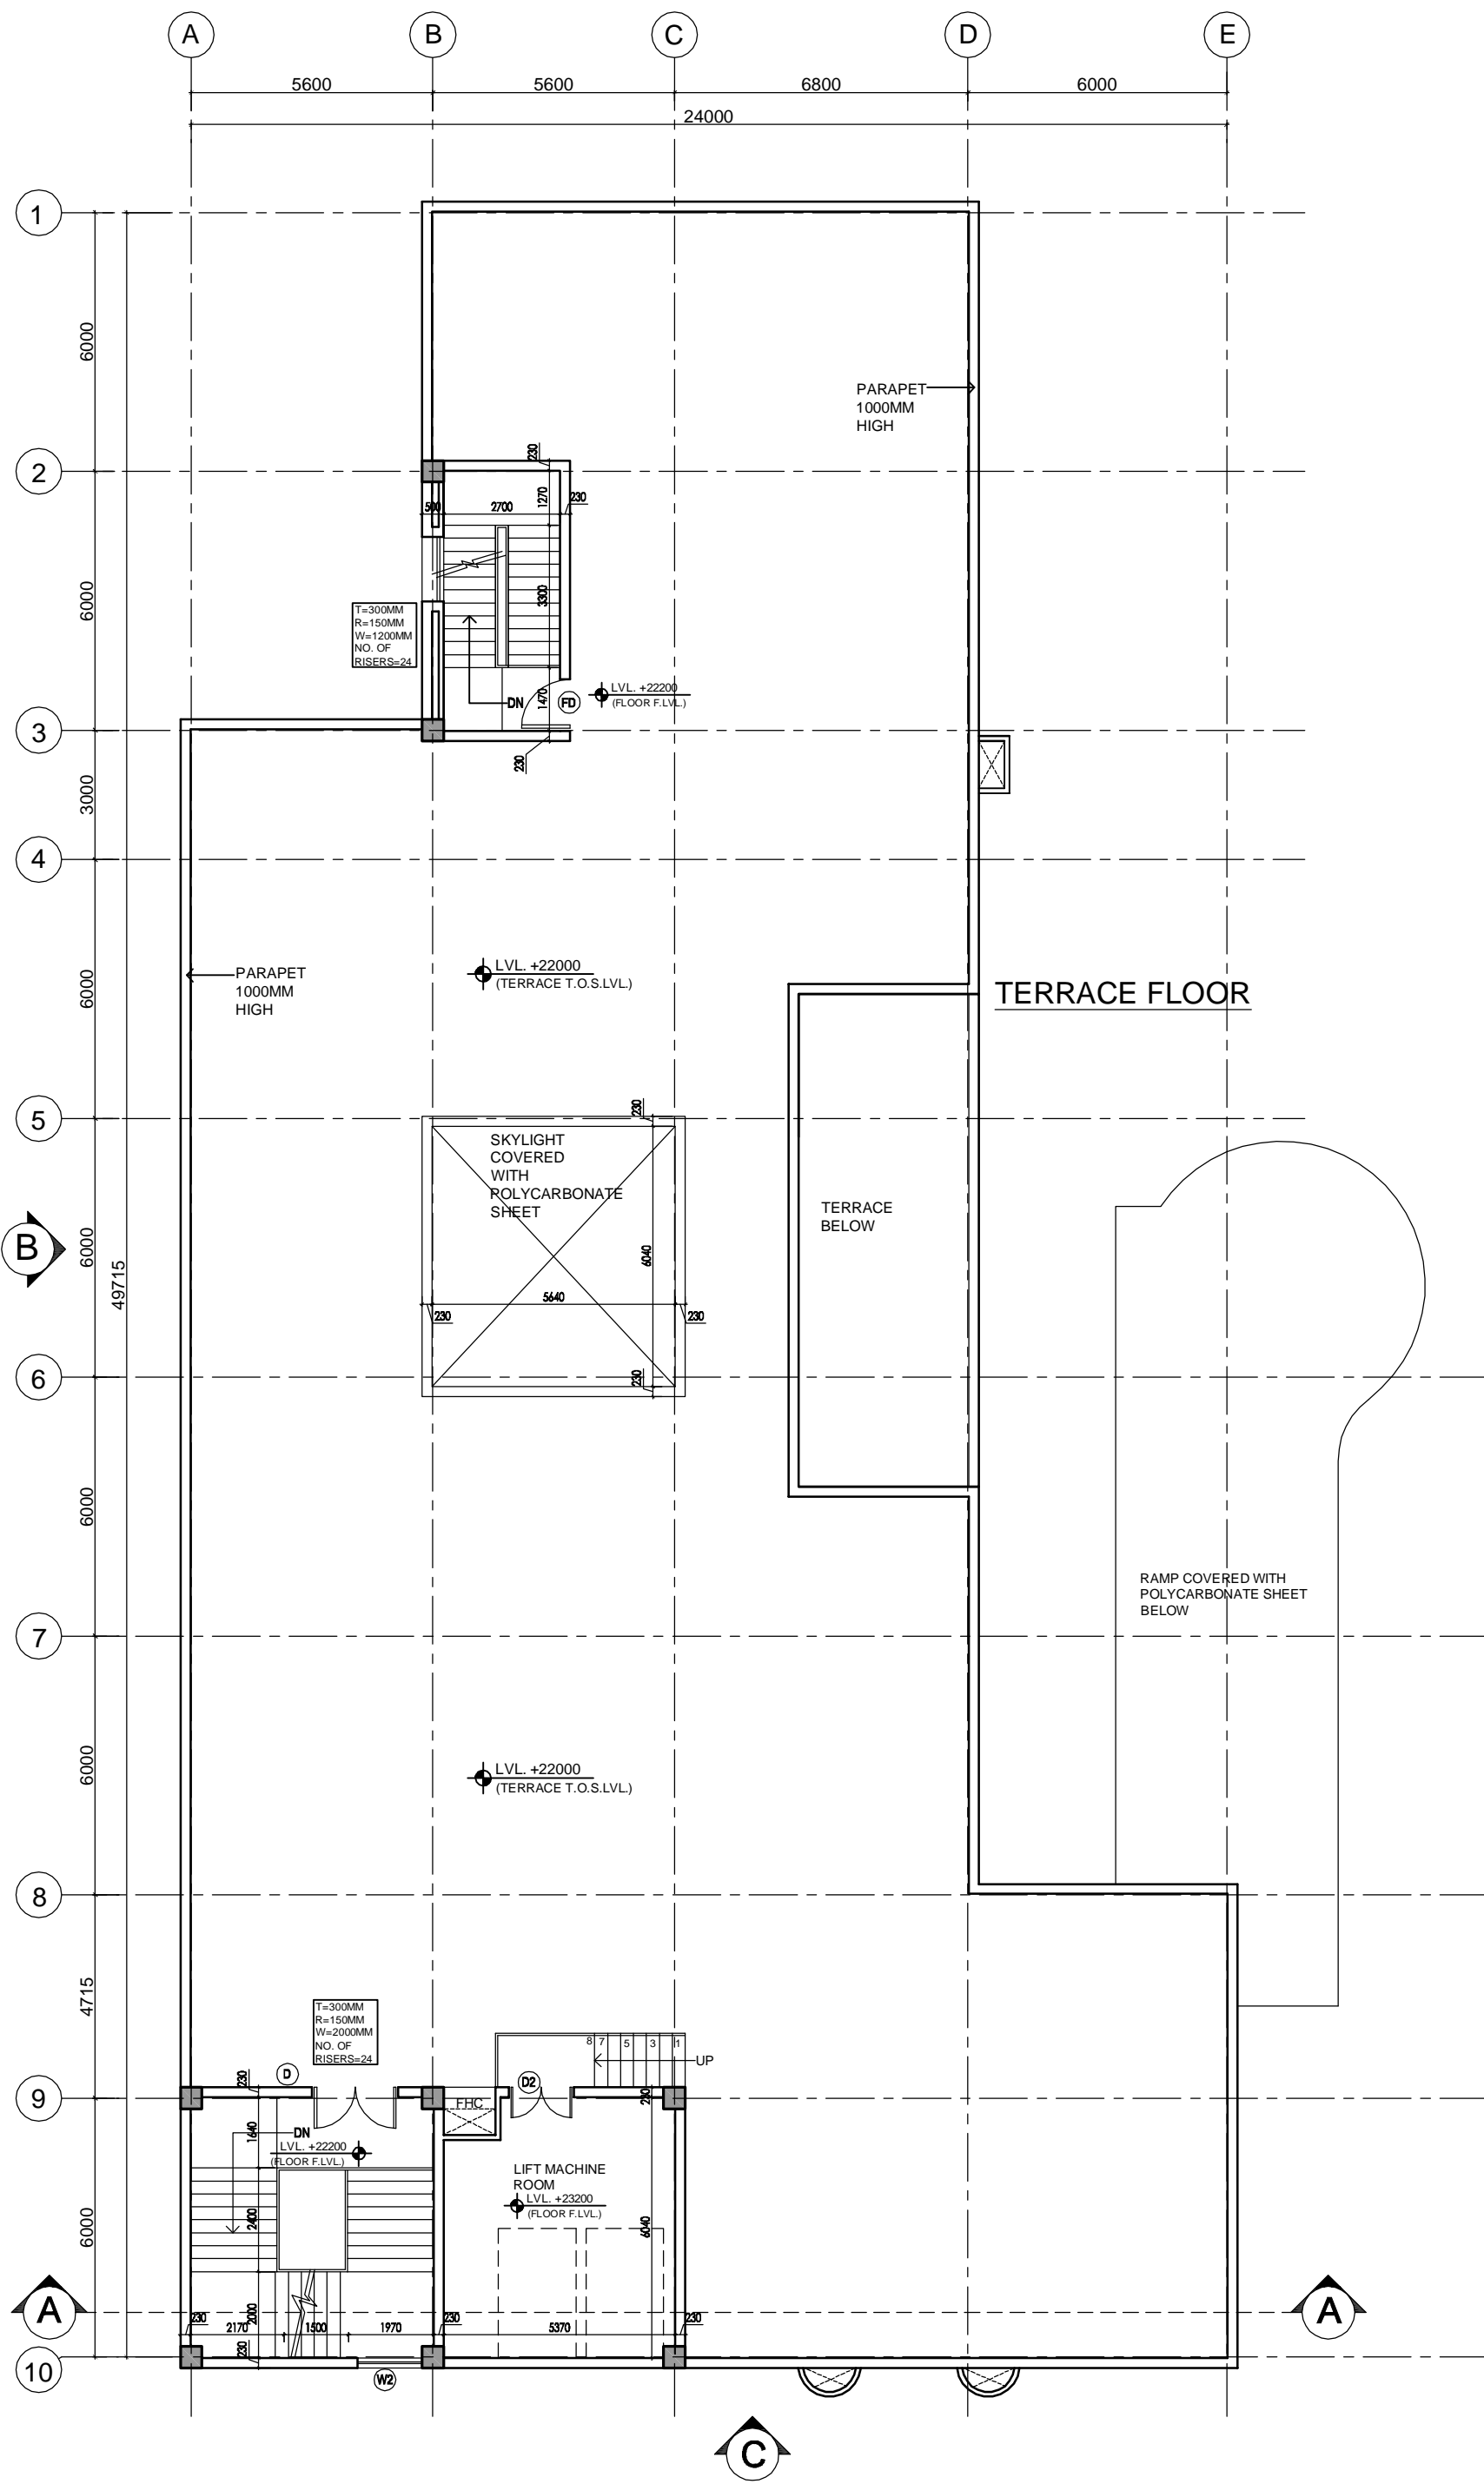 A
B
C
D
E
5600
5600
6800
6000
24000
1
6000
PARAPET
1000MM
HIGH
2
230
1270
500
2700
230
6000
3300
T=300MM
R=150MM
W=1200MM
NO. OF
RISERS=24
1470
DN
FD
LVL. +22200
(FLOOR F.LVL.)
3
230
3000
4
6000
LVL. +22000
(TERRACE T.O.S.LVL.)
PARAPET
1000MM
HIGH
TERRACE FLOOR
5
230
SKYLIGHT
COVERED
WITH
POLYCARBONATE
SHEET
TERRACE
BELOW
B
6000
49715
6040
5640
230
230
6
230
6000
RAMP COVERED WITH
POLYCARBONATE SHEET
BELOW
7
6000
LVL. +22000
(TERRACE T.O.S.LVL.)
8
4715
T=300MM
R=150MM
W=2000MM
NO. OF
RISERS=24
8
7
5
3
1
UP
D
D2
230
9
230
FHC
1640
DN
LVL. +22200
(FLOOR F.LVL.)
LIFT MACHINE
ROOM
LVL. +23200
(FLOOR F.LVL.)
6000
2400
6040
A
A
230
2170
2000
1500
1970
230
5370
230
230
10
W2
C